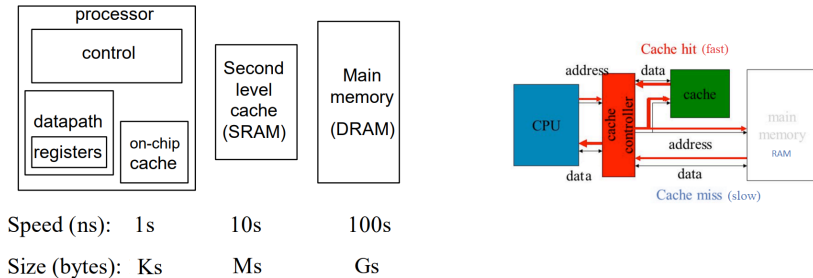 processor
control
datapath
registers
on-chip
cache
Second
level
cache
(SRAM)
Main
memory
(DRAM)
Speed (ns): 1s 10s 100s
Size (bytes): Ks Ms Gs
Cache hit (fast)
address
data
cache
CPU
cache
controller
main
memory
RAM
address
data
data
Cache miss (slow)